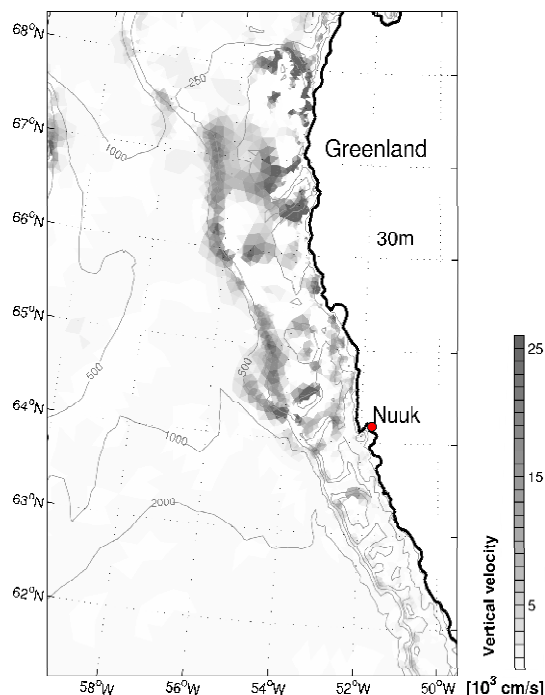 68°N
250
67°N
1000
Greenland
66°N
30m
65°N
500
500
25
64°N
Nuuk
1000
15
63°N
2000
Vertical velocity
5
62°N
58°W 56°W 54°W 52°W 50°W
[10³ cm/s]